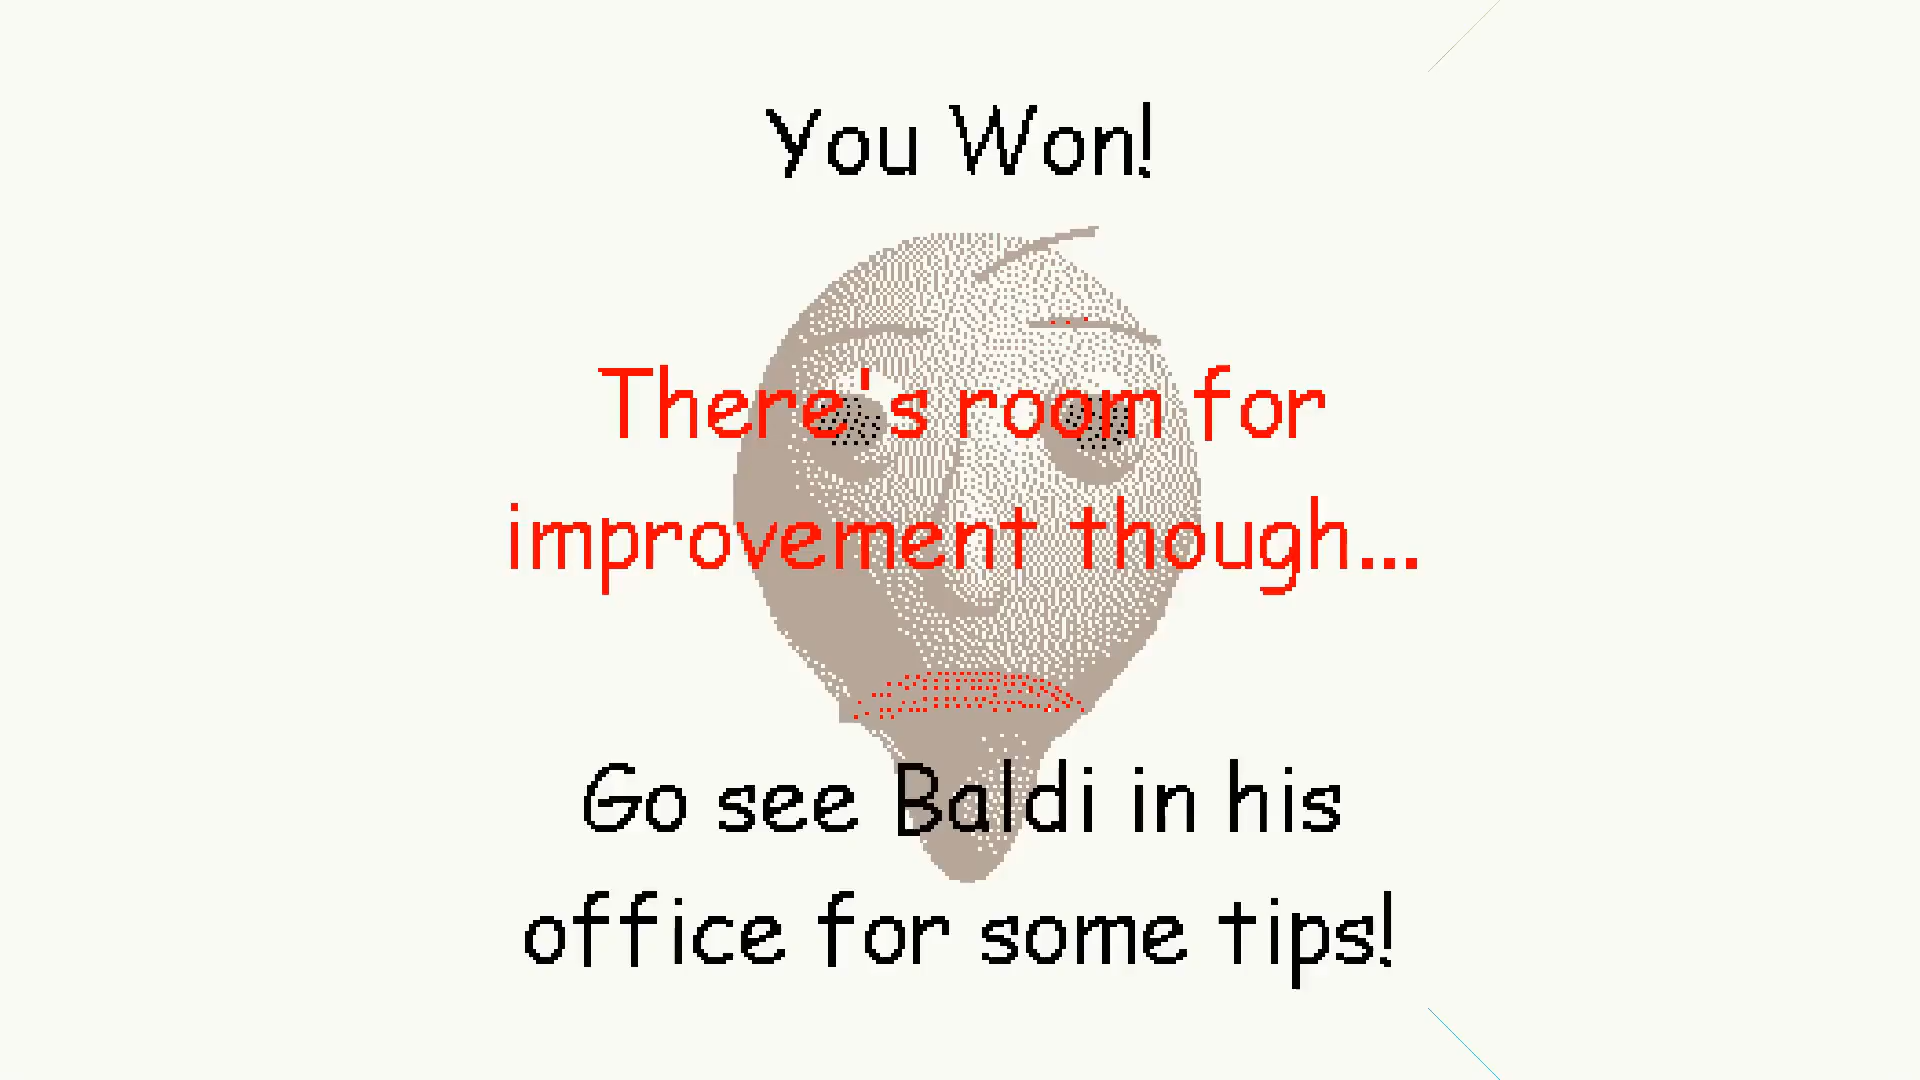 You Won!
There's room for
improvement though...
Go see Baldi in his
office for some tips!